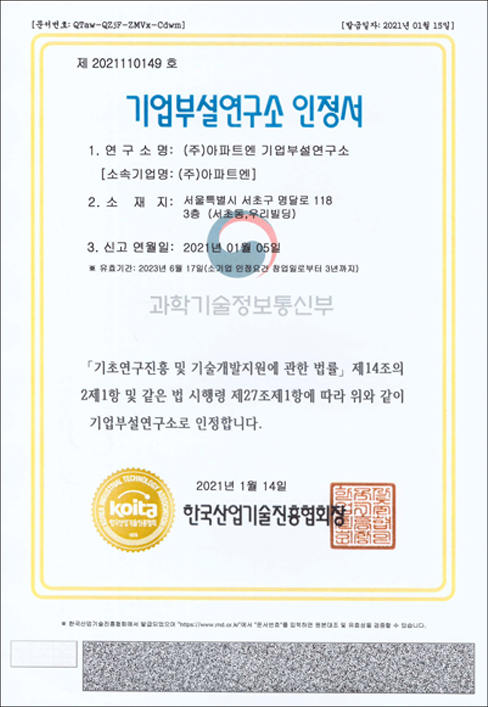 [문서번호: QTaw-QZjF-ZMVx-Cdwm] [발급일자: 2021년 01월 15일]
제 2021110149 호
기업부설연구소 인정서
1. 연 구 소 명: (주)아파트엔 기업부설연구소
[소속기업명: (주)아파트엔]
2. 소 재 지: 서울특별시 서초구 명달로 118
3층 (서초동,우리빌딩)
3. 신고 연월일: 2021년 01월 05일
※ 유효기간: 2023년 6월 17일(소기업 인정요건 창업일로부터 3년까지)
과학기술정보통신부
「기초연구진흥 및 기술개발지원에 관한 법률」 제14조의
2제1항 및 같은 법 시행령 제27조제1항에 따라 위와 같이
기업부설연구소로 인정합니다.
2021년 1월 14일
koita
한국산업기술진흥협회
한국산업기술진흥협회장
※ 한국산업기술진흥협회에서 발급되었으며 "https://www.rnd.or.kr"에서 "문서번호"를 입력하면 원본대조 및 유효성을 검증할 수 있습니다.